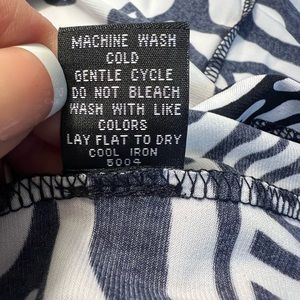 MACHINE WASH
COLD
GENTLE CYCLE
DO NOT BLEACH
WASH WITH LIKE
COLORS
LAY FLAT TO DRY
COOL IRON
5004